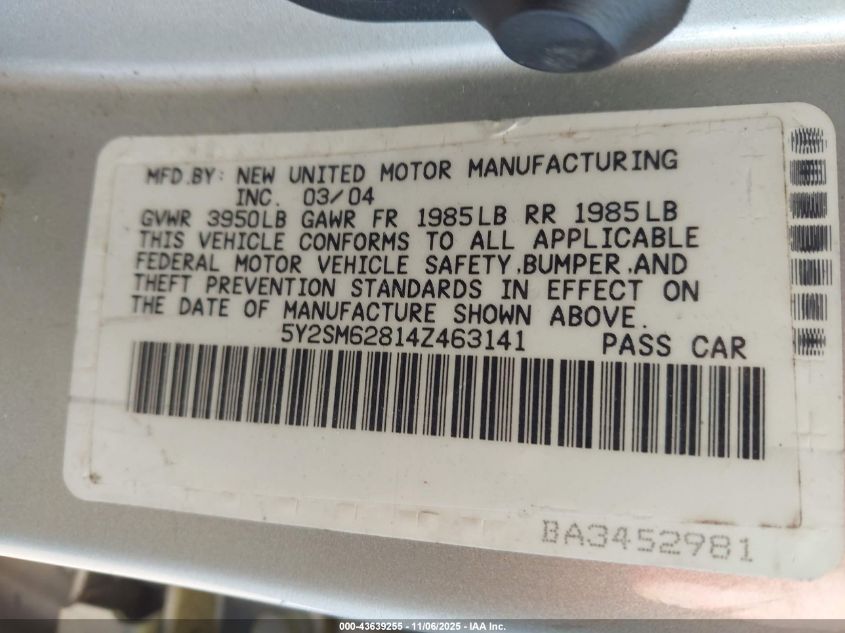 MFD.BY: NEW UNITED MOTOR MANUFACTURING
INC. 03/04
GVWR 3950LB GAWR FR 1985LB RR 1985LB
THIS VEHICLE CONFORMS TO ALL APPLICABLE
FEDERAL MOTOR VEHICLE SAFETY,BUMPER,AND
THEFT PREVENTION STANDARDS IN EFFECT ON
THE DATE OF MANUFACTURE SHOWN ABOVE.
5Y2SM62814Z463141 PASS CAR
BA3452981
000-43639255 - 11/06/2025 - IAA Inc.